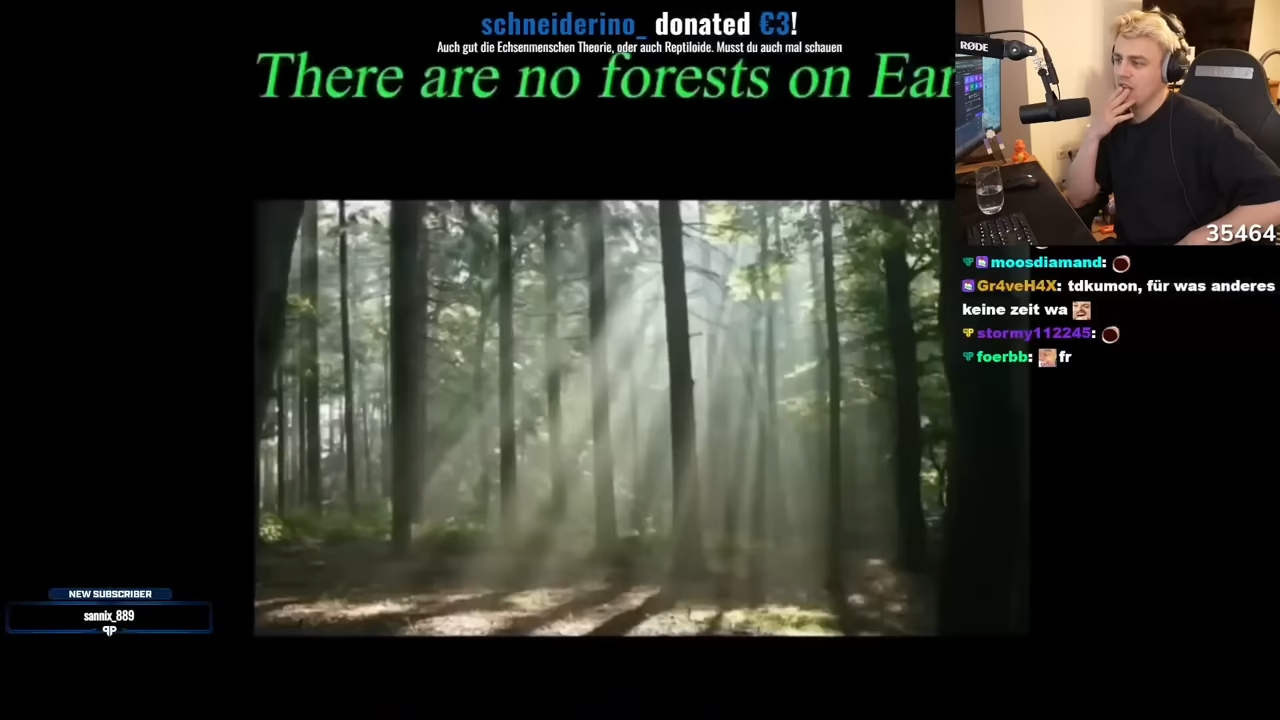 schneiderino_ donated €3!
Auch gut die Echsenmenschen Theorie, oder auch Reptiloide. Musst du auch mal schauen
There are no forests on Ear
RØDE
35464
moosdiamand:
Gr4veH4X: tdkumon, für was anderes
keine zeit wa
stormy112245:
foerbb: fr
NEW SUBSCRIBER
sannix_889